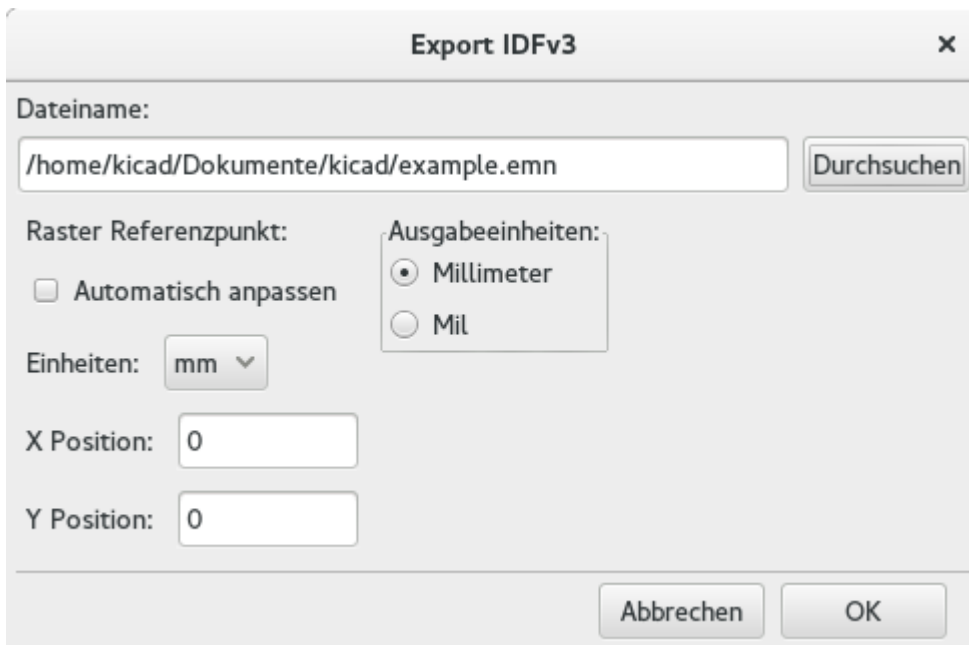 Export IDFv3
Dateiname:
/home/kicad/Dokumente/kicad/example.emn
Durchsuchen
Raster Referenzpunkt:
Automatisch anpassen
Ausgabeeinheiten:
Millimeter
Mil
Einheiten: mm
X Position: 0
Y Position: 0
Abbrechen
OK